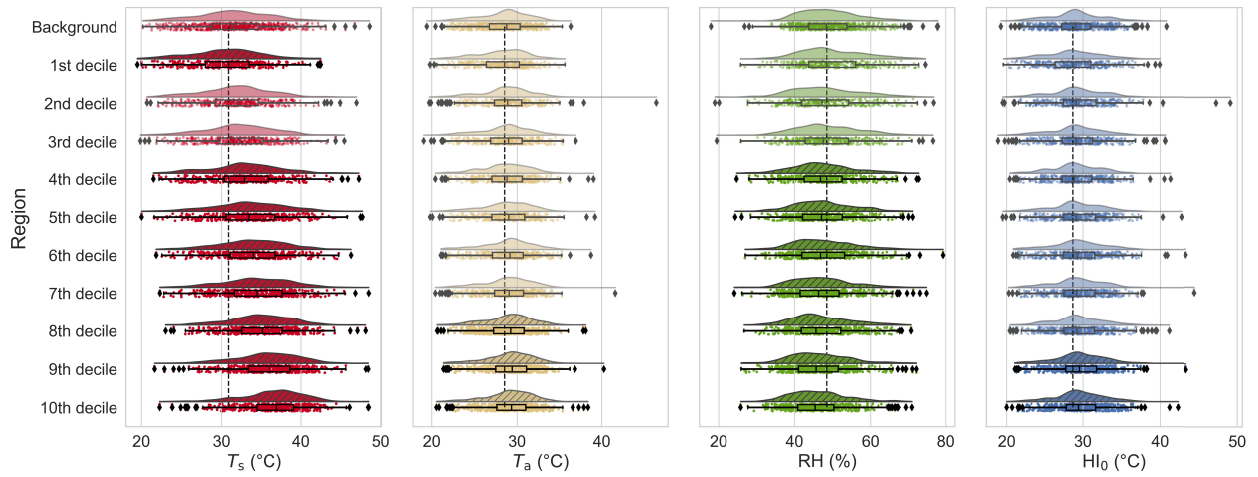 Region
Background
1st decile
2nd decile
3rd decile
4th decile
5th decile
6th decile
7th decile
8th decile
9th decile
10th decile
20 30 40 50
20 30 40
20 40 60 80
20 30 40 50
Tₛ (°C)
Tₐ (°C)
RH (%)
HI₀ (°C)